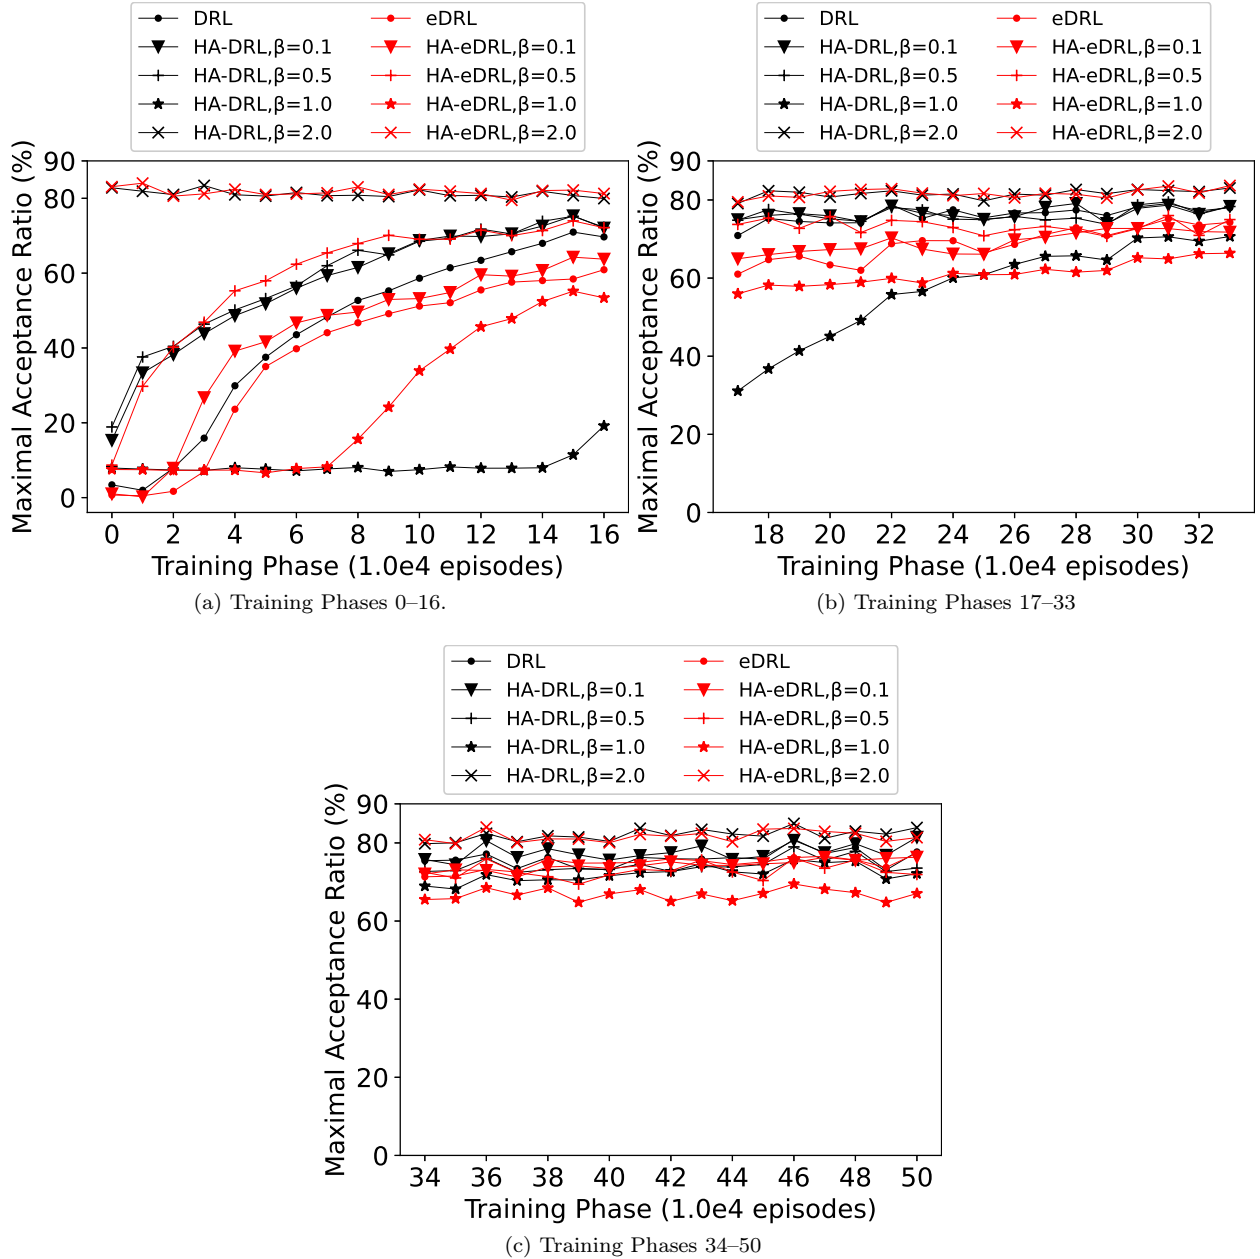 DRL eDRL
HA-DRL,β=0.1 HA-eDRL,β=0.1
HA-DRL,β=0.5 HA-eDRL,β=0.5
HA-DRL,β=1.0 HA-eDRL,β=1.0
HA-DRL,β=2.0 HA-eDRL,β=2.0
Maximal Acceptance Ratio (%)
90
80
60
40
20
0
0 2 4 6 8 10 12 14 16
Training Phase (1.0e4 episodes)
(a) Training Phases 0–16.
DRL eDRL
HA-DRL,β=0.1 HA-eDRL,β=0.1
HA-DRL,β=0.5 HA-eDRL,β=0.5
HA-DRL,β=1.0 HA-eDRL,β=1.0
HA-DRL,β=2.0 HA-eDRL,β=2.0
Maximal Acceptance Ratio (%)
90
80
60
40
20
0
18 20 22 24 26 28 30 32
Training Phase (1.0e4 episodes)
(b) Training Phases 17–33
DRL eDRL
HA-DRL,β=0.1 HA-eDRL,β=0.1
HA-DRL,β=0.5 HA-eDRL,β=0.5
HA-DRL,β=1.0 HA-eDRL,β=1.0
HA-DRL,β=2.0 HA-eDRL,β=2.0
Maximal Acceptance Ratio (%)
90
80
60
40
20
0
34 36 38 40 42 44 46 48 50
Training Phase (1.0e4 episodes)
(c) Training Phases 34–50